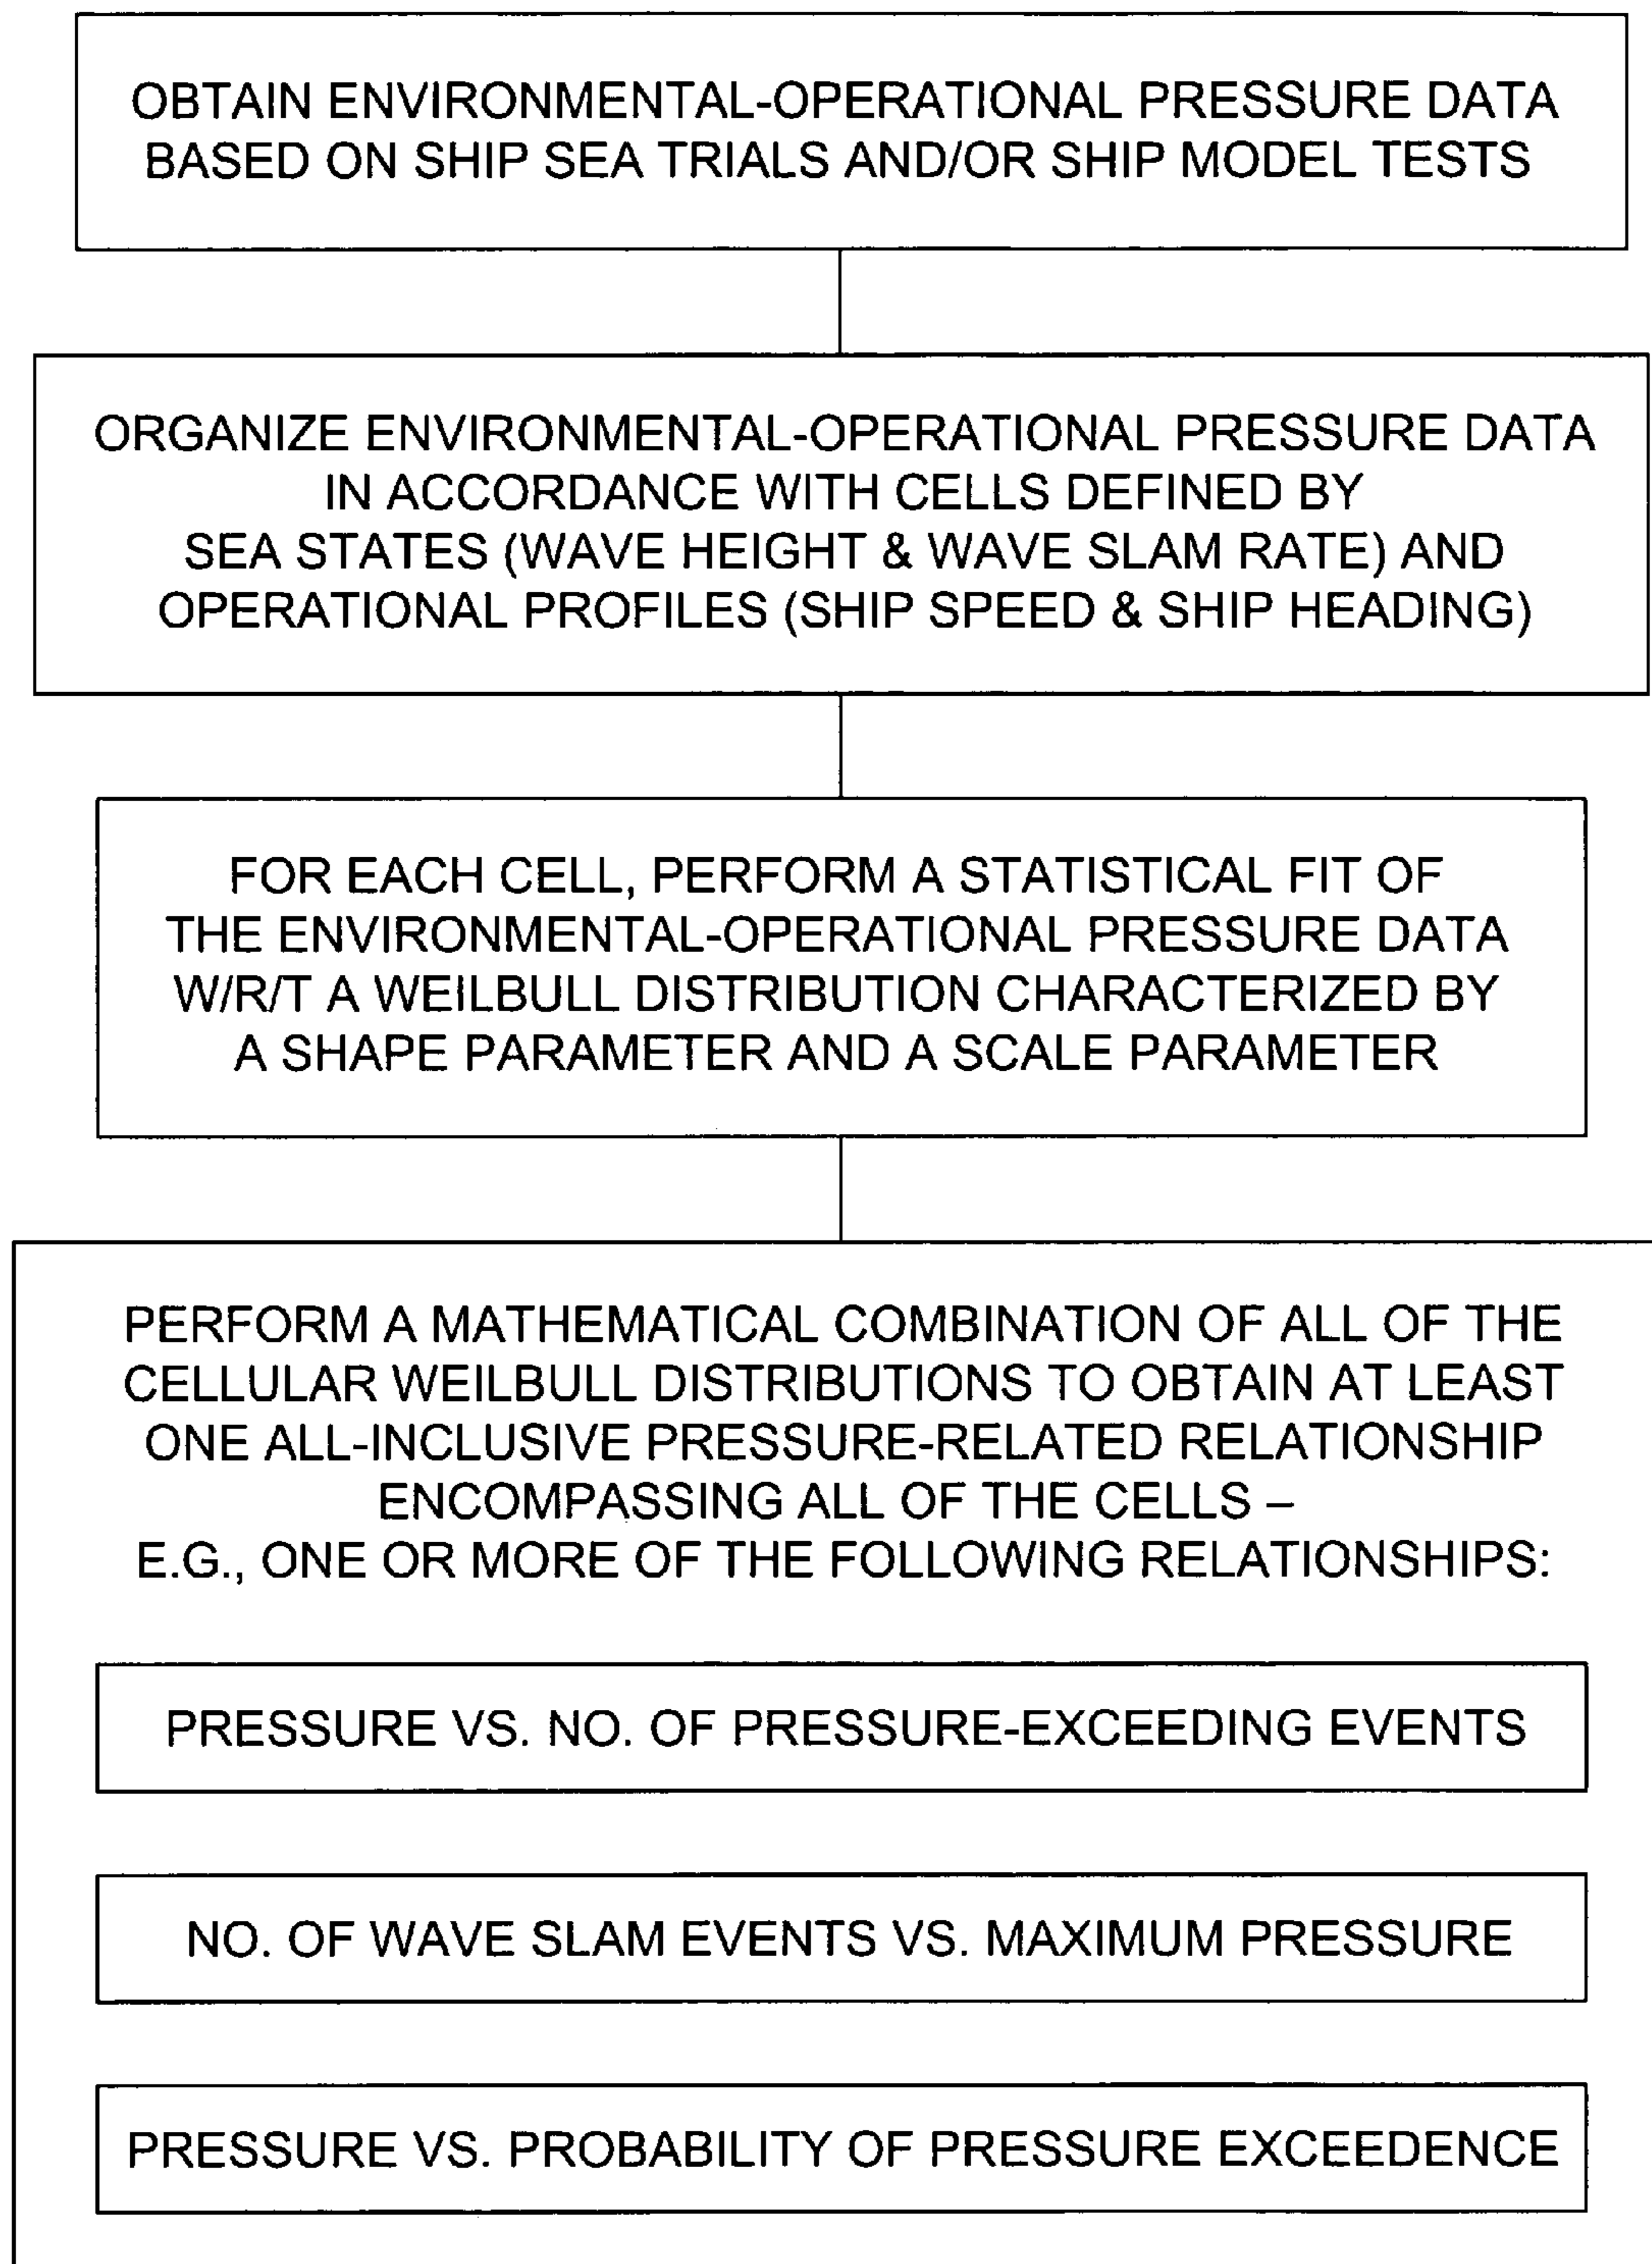 OBTAIN ENVIRONMENTAL-OPERATIONAL PRESSURE DATA
BASED ON SHIP SEA TRIALS AND/OR SHIP MODEL TESTS
ORGANIZE ENVIRONMENTAL-OPERATIONAL PRESSURE DATA
IN ACCORDANCE WITH CELLS DEFINED BY
SEA STATES (WAVE HEIGHT & WAVE SLAM RATE) AND
OPERATIONAL PROFILES (SHIP SPEED & SHIP HEADING)
FOR EACH CELL, PERFORM A STATISTICAL FIT OF
THE ENVIRONMENTAL-OPERATIONAL PRESSURE DATA
W/R/T A WEILBULL DISTRIBUTION CHARACTERIZED BY
A SHAPE PARAMETER AND A SCALE PARAMETER
PERFORM A MATHEMATICAL COMBINATION OF ALL OF THE
CELLULAR WEILBULL DISTRIBUTIONS TO OBTAIN AT LEAST
ONE ALL-INCLUSIVE PRESSURE-RELATED RELATIONSHIP
ENCOMPASSING ALL OF THE CELLS –
E.G., ONE OR MORE OF THE FOLLOWING RELATIONSHIPS:
PRESSURE VS. NO. OF PRESSURE-EXCEEDING EVENTS
NO. OF WAVE SLAM EVENTS VS. MAXIMUM PRESSURE
PRESSURE VS. PROBABILITY OF PRESSURE EXCEEDENCE